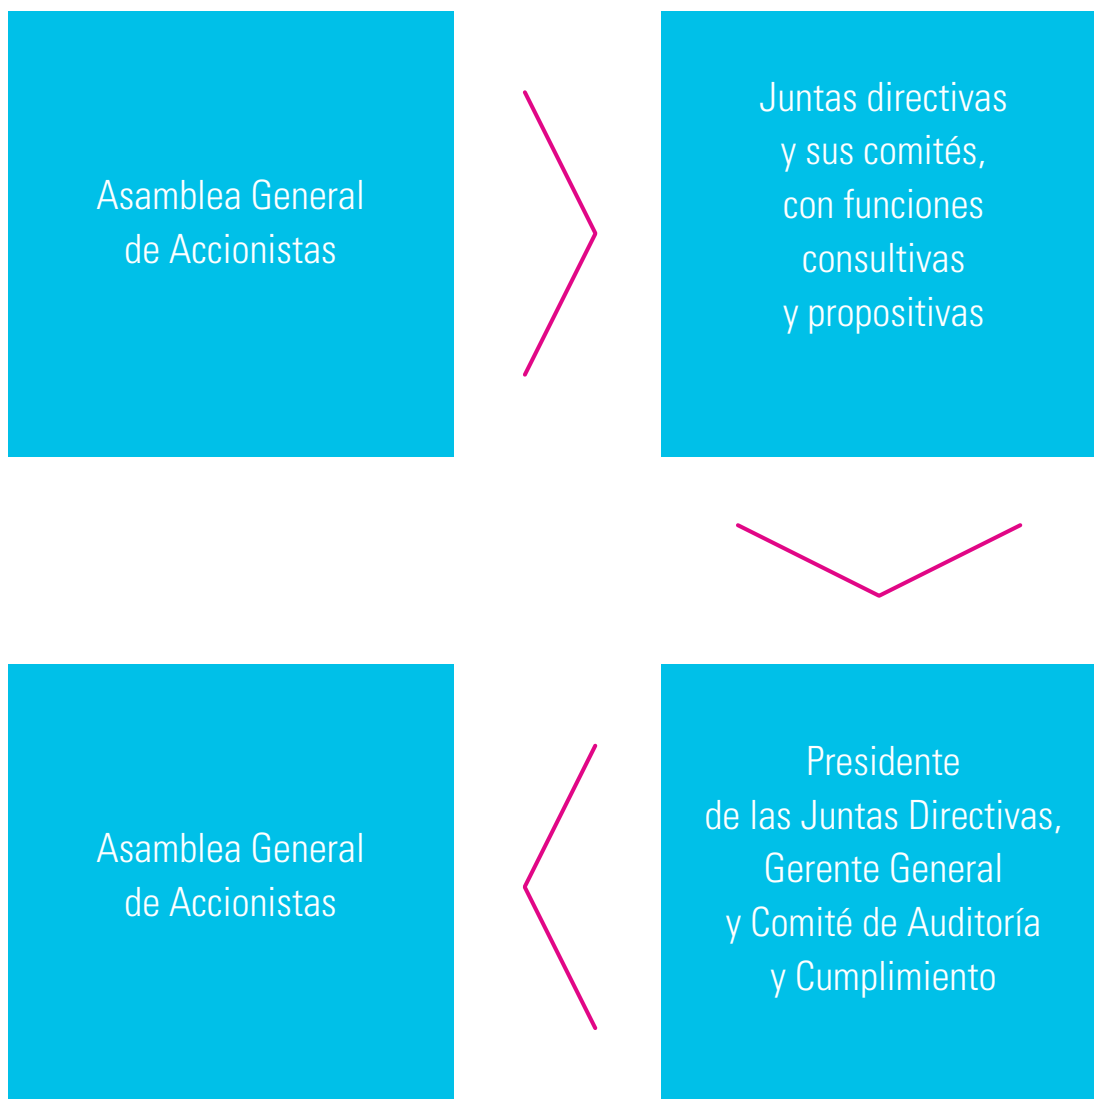 Asamblea General
de Accionistas
Juntas directivas
y sus comités,
con funciones
consultivas
y propositivas
Presidente
de las Juntas Directivas,
Gerente General
y Comité de Auditoría
y Cumplimiento
Asamblea General
de Accionistas